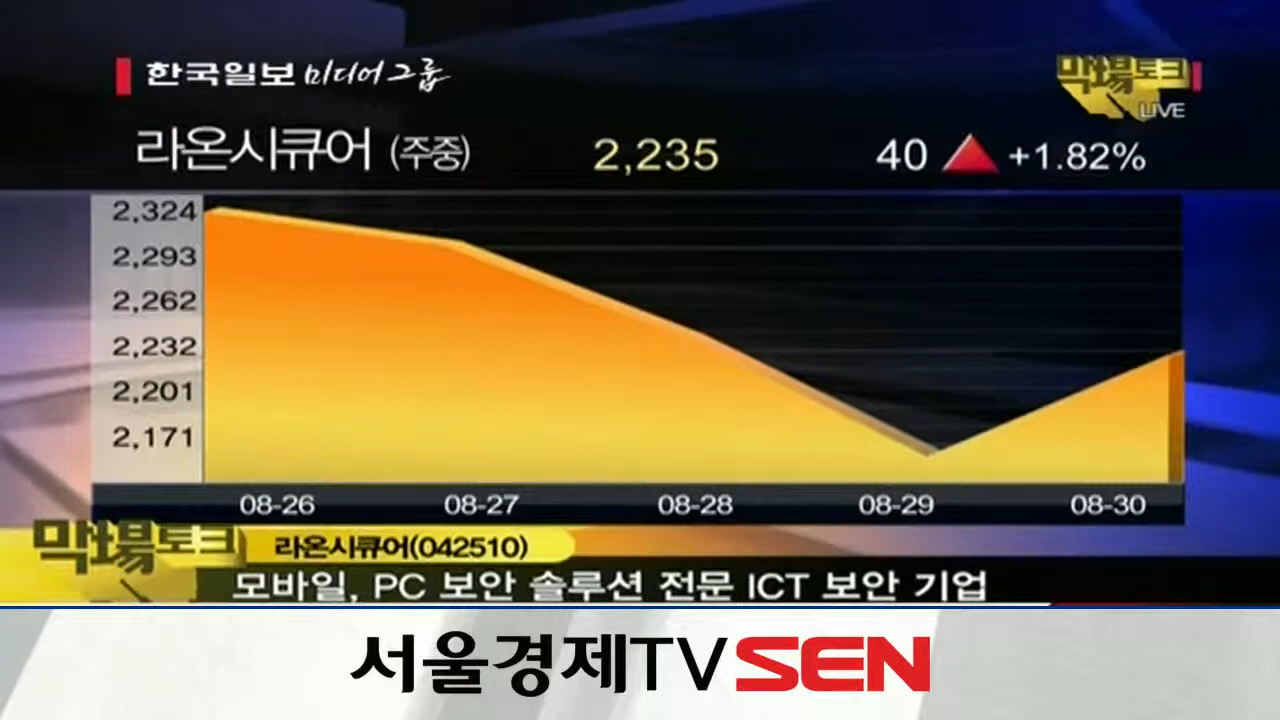 한국일보 미디어그룹
막場토크
LIVE
라온시큐어 (주중) 2,235 40 ▲ +1.82%
2,324
2,293
2,262
2,232
2,201
2,171
08-26 08-27 08-28 08-29 08-30
막場토크
라온시큐어(042510)
모바일, PC 보안 솔루션 전문 ICT 보안 기업
서울경제TV SEN